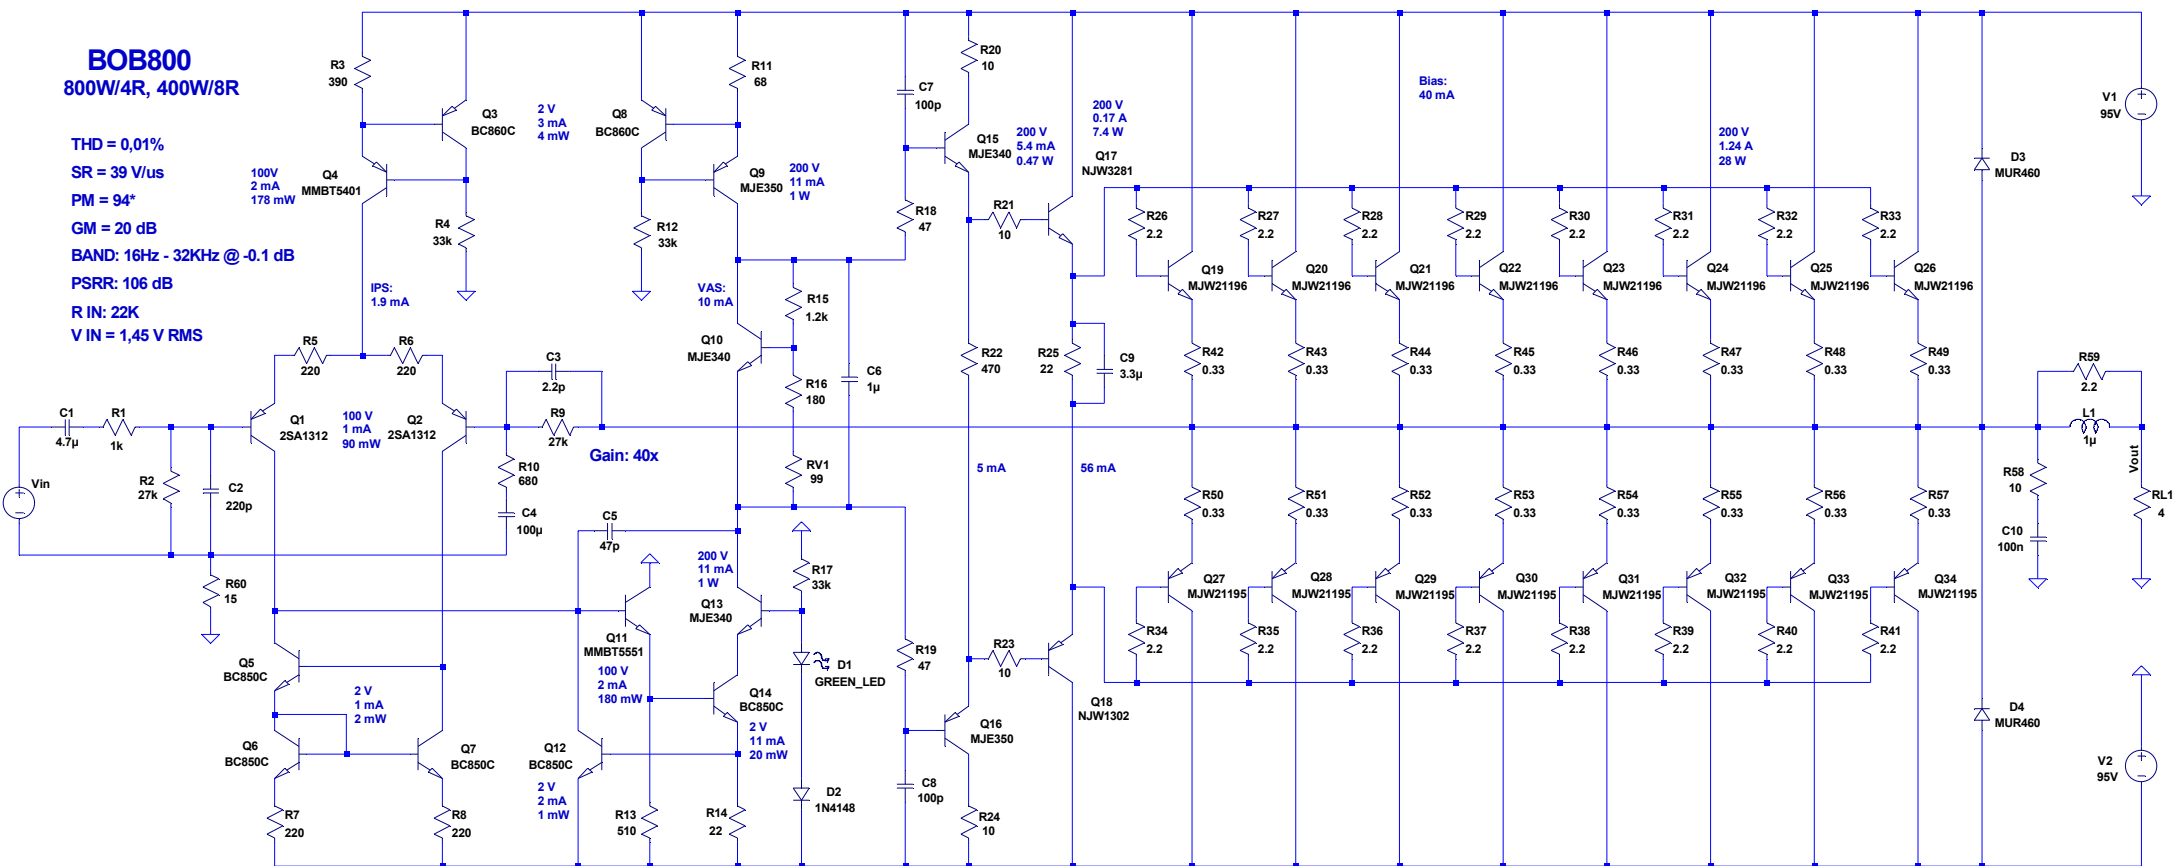 BOB800
800W/4R, 400W/8R
THD = 0,01%
SR = 39 V/us
PM = 94*
GM = 20 dB
BAND: 16Hz - 32KHz @ -0.1 dB
PSRR: 106 dB
R IN: 22K
V IN = 1,45 V RMS
R3
390
Q3
BC860C
2 V
3 mA
4 mW
Q4
MMBT5401
100V
2 mA
178 mW
R4
33k
IPS:
1.9 mA
R5
220
R6
220
C3
2.2p
R9
27k
Q1
2SA1312
100 V
1 mA
90 mW
Q2
2SA1312
C1
4.7µ
R1
1k
Vin
R2
27k
C2
220p
R10
680
C4
100µ
R60
15
Gain: 40x
Q5
BC850C
2 V
1 mA
2 mW
Q6
BC850C
Q7
BC850C
R7
220
R8
220
R11
68
Q8
BC860C
Q9
MJE350
200 V
11 mA
1 W
R12
33k
VAS:
10 mA
Q10
MJE340
R15
1.2k
R16
180
RV1
99
C6
1µ
C5
47p
200 V
11 mA
1 W
R17
33k
Q13
MJE340
Q11
MMBT5551
100 V
2 mA
180 mW
D1
GREEN_LED
Q14
BC850C
2 V
11 mA
20 mW
Q12
BC850C
2 V
2 mA
1 mW
D2
1N4148
R13
510
R14
22
C7
100p
R20
10
Q15
MJE340
200 V
5.4 mA
0.47 W
200 V
0.17 A
7.4 W
Q17
NJW3281
R18
47
R21
10
R22
470
R25
22
C9
3.3µ
5 mA
56 mA
R19
47
R23
10
Q16
MJE350
Q18
NJW1302
C8
100p
R24
10
Bias:
40 mA
200 V
1.24 A
28 W
R26
2.2
R27
2.2
R28
2.2
R29
2.2
R30
2.2
R31
2.2
R32
2.2
R33
2.2
Q19
MJW21196
Q20
MJW21196
Q21
MJW21196
Q22
MJW21196
Q23
MJW21196
Q24
MJW21196
Q25
MJW21196
Q26
MJW21196
R42
0.33
R43
0.33
R44
0.33
R45
0.33
R46
0.33
R47
0.33
R48
0.33
R49
0.33
R50
0.33
R51
0.33
R52
0.33
R53
0.33
R54
0.33
R55
0.33
R56
0.33
R57
0.33
Q27
MJW21195
Q28
MJW21195
Q29
MJW21195
Q30
MJW21195
Q31
MJW21195
Q32
MJW21195
Q33
MJW21195
Q34
MJW21195
R34
2.2
R35
2.2
R36
2.2
R37
2.2
R38
2.2
R39
2.2
R40
2.2
R41
2.2
V1
95V
D3
MUR460
R59
2.2
L1
1µ
R58
10
C10
100n
Vout
RL1
4
D4
MUR460
V2
95V